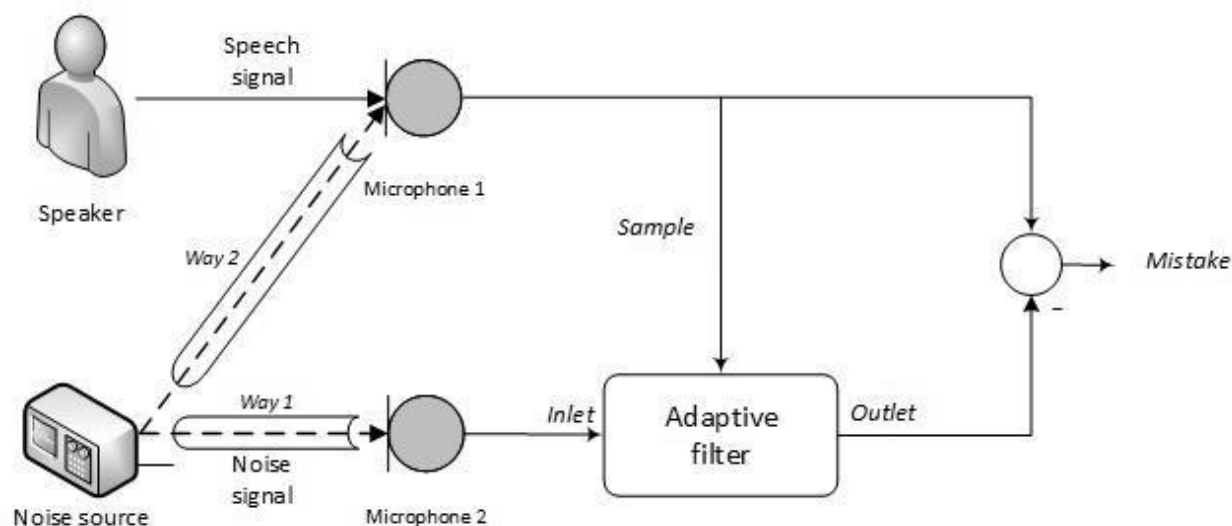 Speech
signal
Microphone 1
Speaker
Sample
Way 2
Mistake
–
Way 1
Inlet
Adaptive
filter
Outlet
Noise
signal
Noise source
Microphone 2